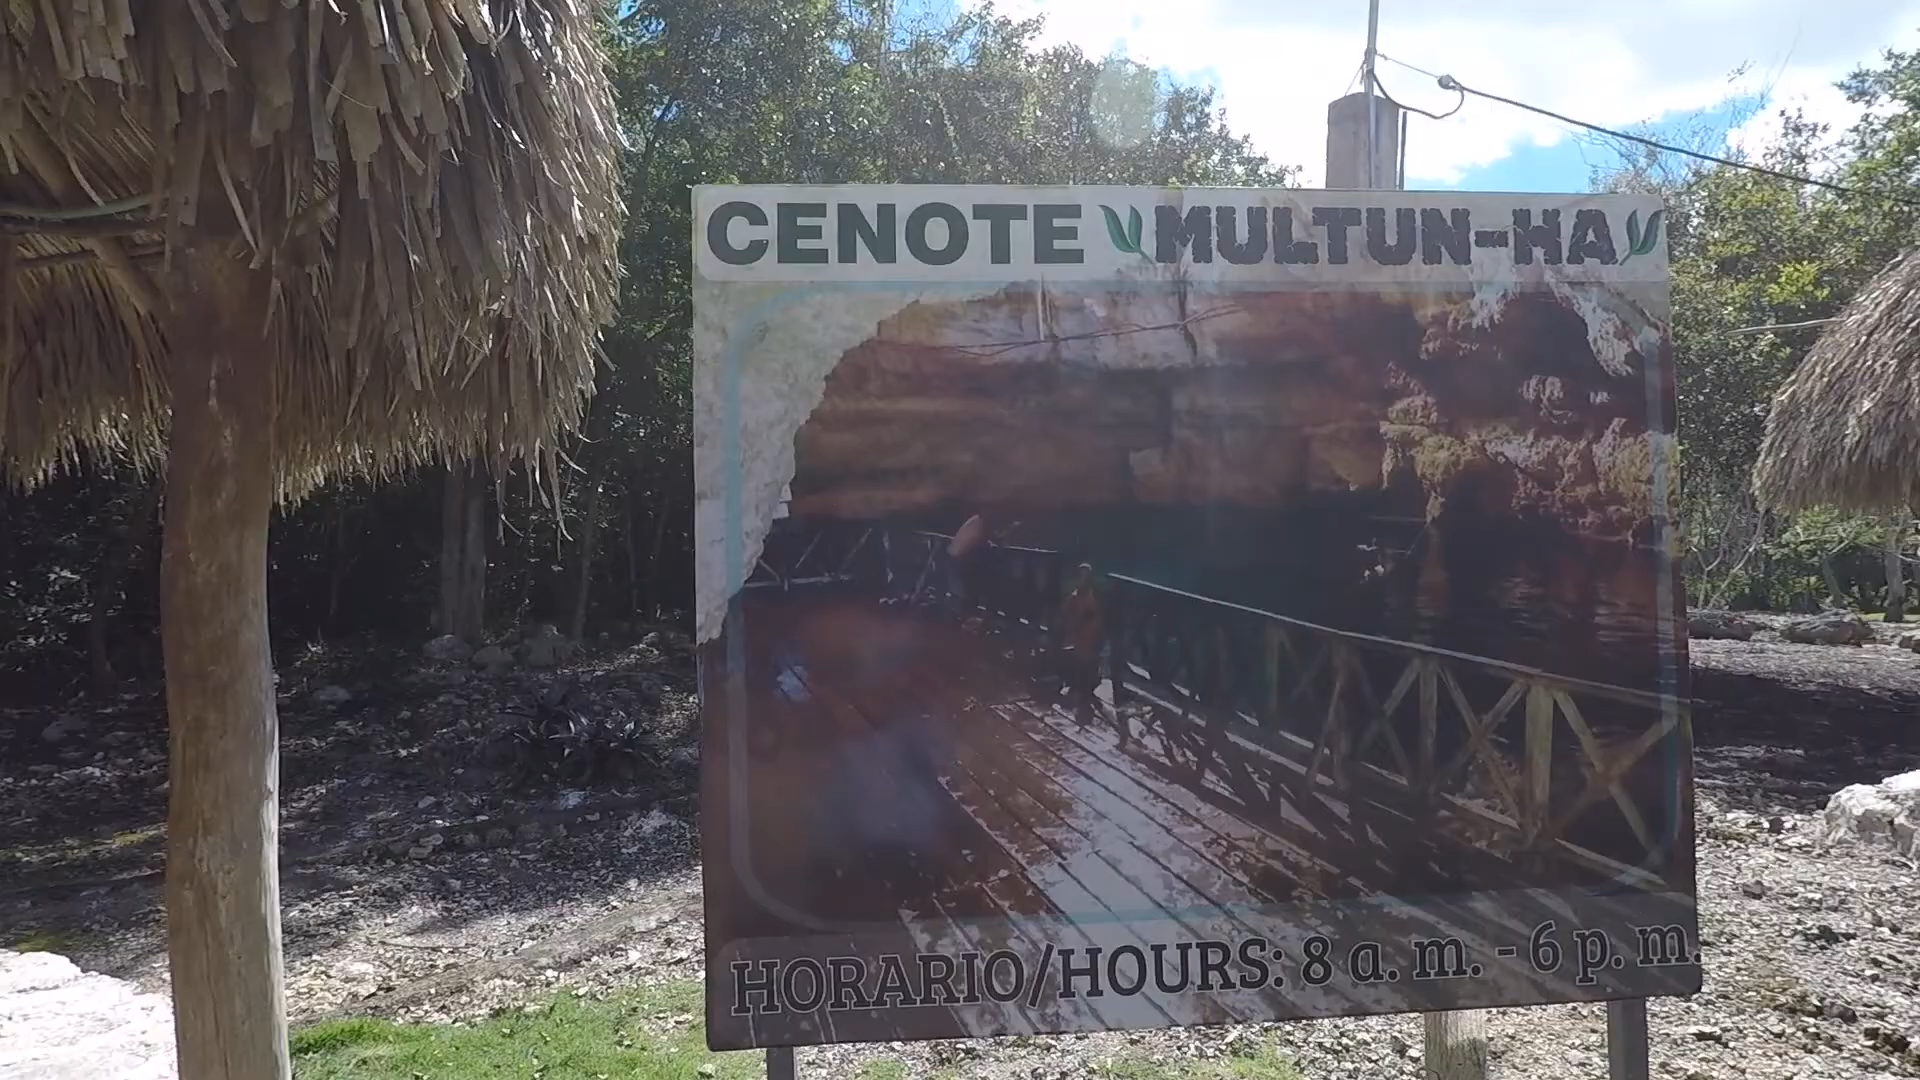 CENOTE MULTUN-HA
HORARIO/HOURS: 8 a. m. - 6 p. m.